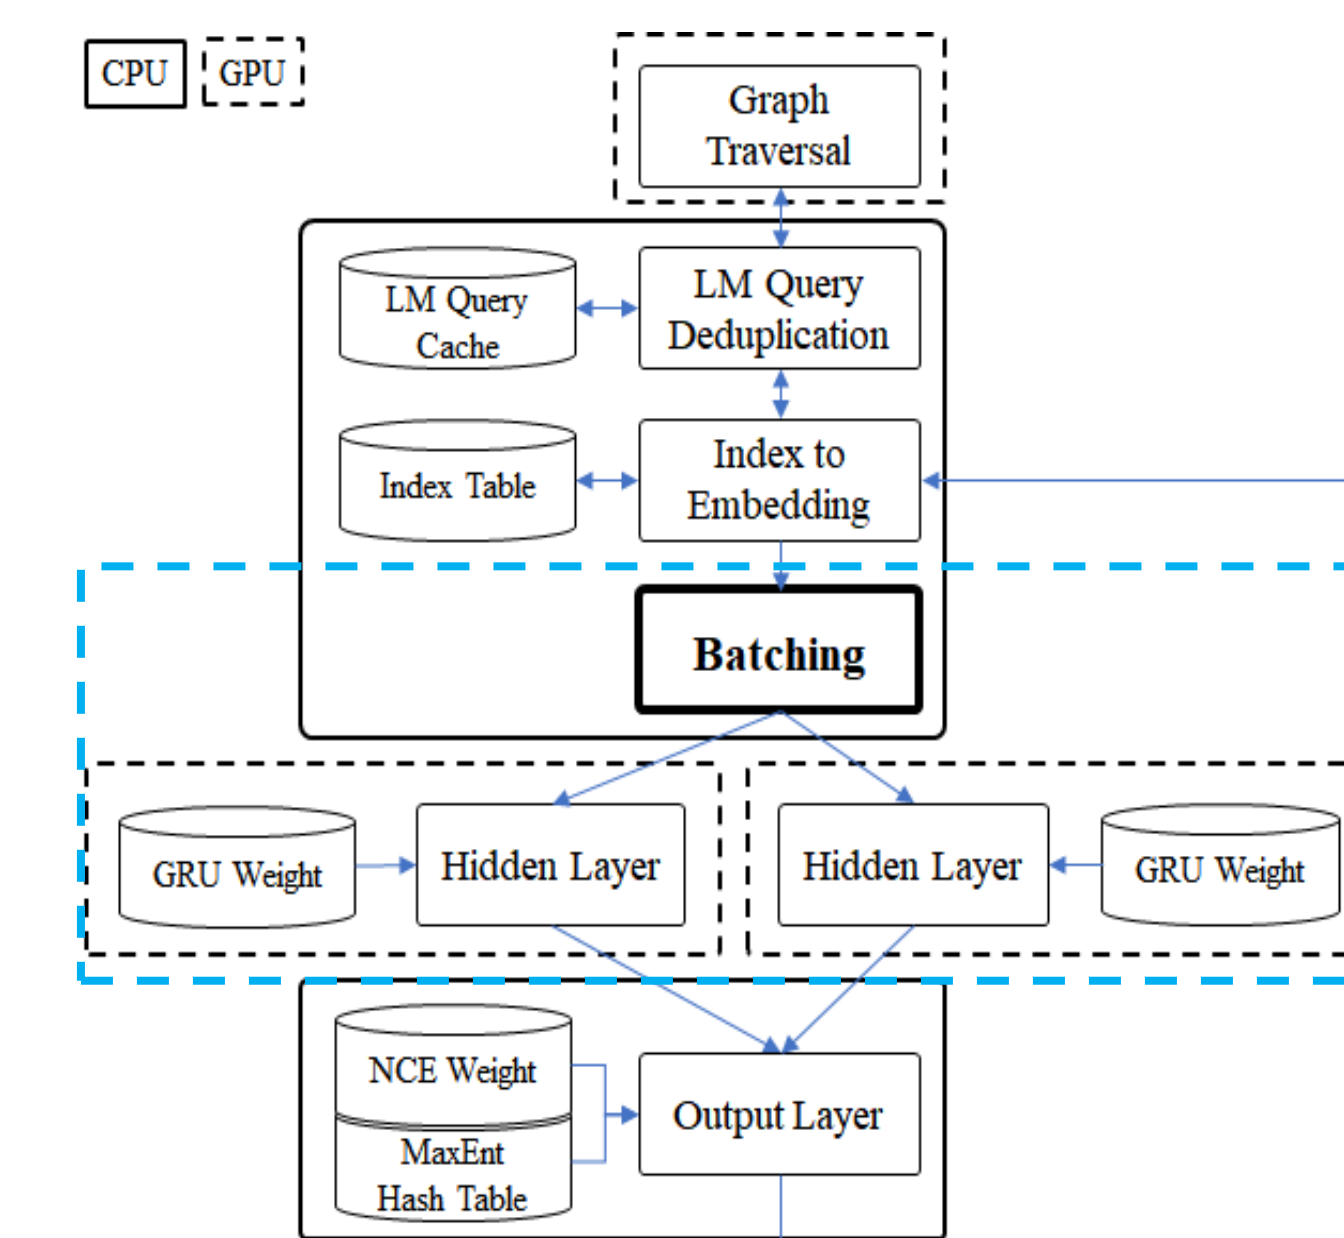 CPU GPU
Graph
Traversal
LM Query
Cache
LM Query
Deduplication
Index Table
Index to
Embedding
Batching
GRU Weight
Hidden Layer
Hidden Layer
GRU Weight
NCE Weight
MaxEnt
Hash Table
Output Layer